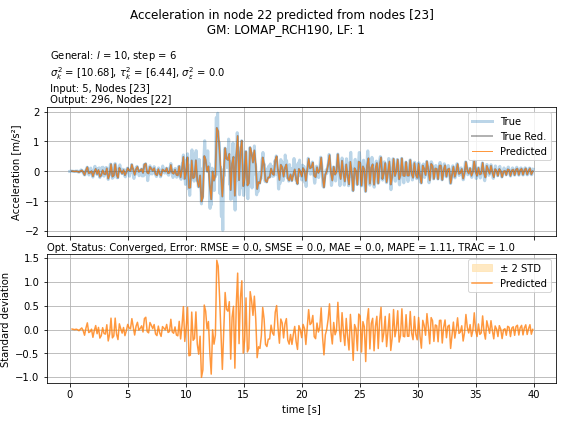 Acceleration in node 22 predicted from nodes [23]
GM: LOMAP_RCH190, LF: 1
General: l = 10, step = 6
σ²ₖ = [10.68], τ²ₖ = [6.44], σ²ε = 0.0
Input: 5, Nodes [23]
Output: 296, Nodes [22]
Acceleration [m/s²]
2
1
0
−1
−2
True
True Red.
Predicted
Opt. Status: Converged, Error: RMSE = 0.0, SMSE = 0.0, MAE = 0.0, MAPE = 1.11, TRAC = 1.0
Standard deviation
1.5
1.0
0.5
0.0
−0.5
−1.0
± 2 STD
Predicted
0 5 10 15 20 25 30 35 40
time [s]